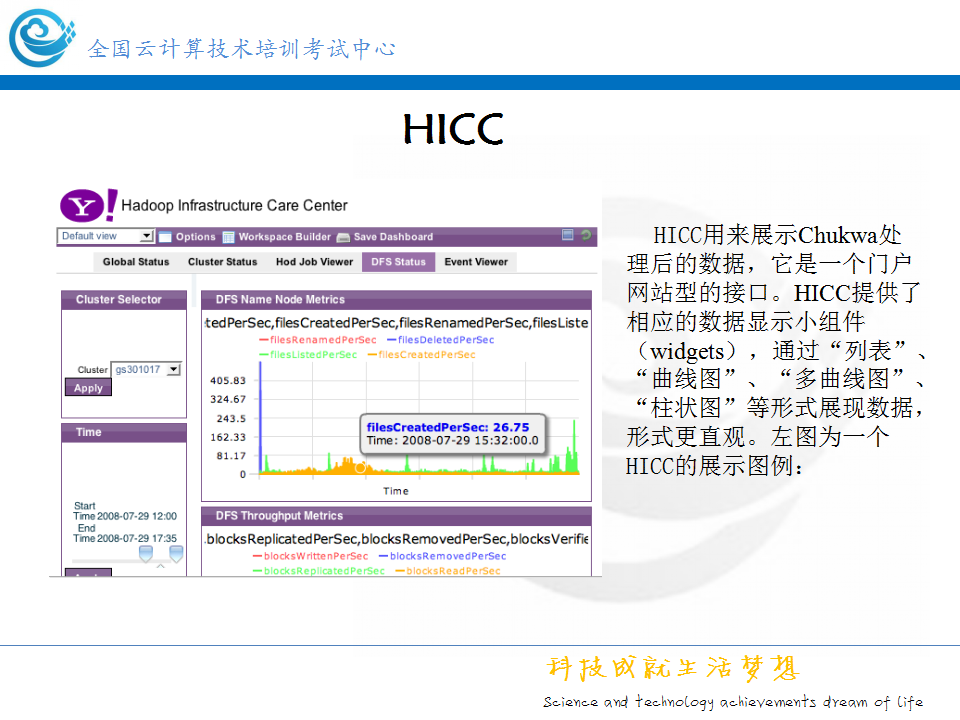 全国云计算技术培训考试中心
HICC
Y! Hadoop Infrastructure Care Center
Default view Options Workspace Builder Save Dashboard
Global Status Cluster Status Hod Job Viewer DFS Status Event Viewer
Cluster Selector
Cluster gs301017
Apply
Time
Start
Time 2008-07-29 12:00
End
Time 2008-07-29 17:35
DFS Name Node Metrics
tedPerSec,filesCreatedPerSec,filesRenamedPerSec,filesListe
filesRenamedPerSec filesDeletedPerSec
filesListedPerSec filesCreatedPerSec
405.83
324.67
243.5
162.33
81.17
0
filesCreatedPerSec: 26.75
Time: 2008-07-29 15:32:00.0
Time
DFS Throughput Metrics
.blocksReplicatedPerSec,blocksRemovedPerSec,blocksVerifie
blocksWrittenPerSec blocksRemovedPerSec
blocksReplicatedPerSec blocksReadPerSec
HICC用来展示Chukwa处
理后的数据，它是一个门户
网站型的接口。HICC提供了
相应的数据显示小组件
（widgets），通过“列表”、
“曲线图”、“多曲线图”、
“柱状图”等形式展现数据，
形式更直观。左图为一个
HICC的展示图例：
科技成就生活梦想
Science and technology achievements dream of life